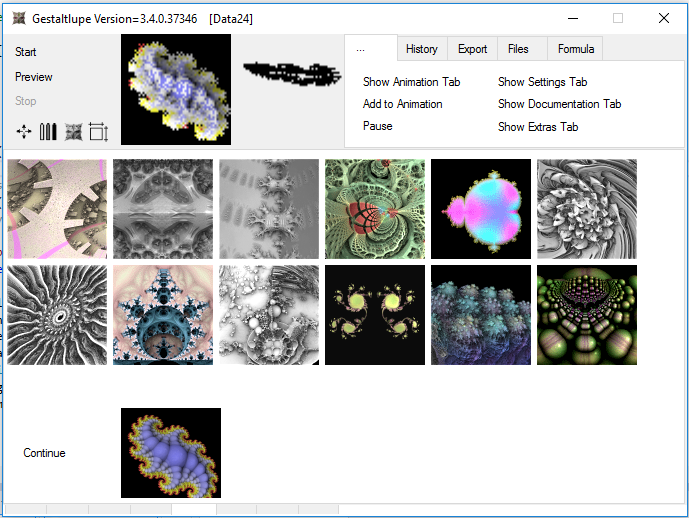 Gestaltlupe Version=3.4.0.37346 [Data24]
Start
Preview
Stop
... History Export Files Formula
Show Animation Tab Show Settings Tab
Add to Animation Show Documentation Tab
Pause Show Extras Tab
Continue